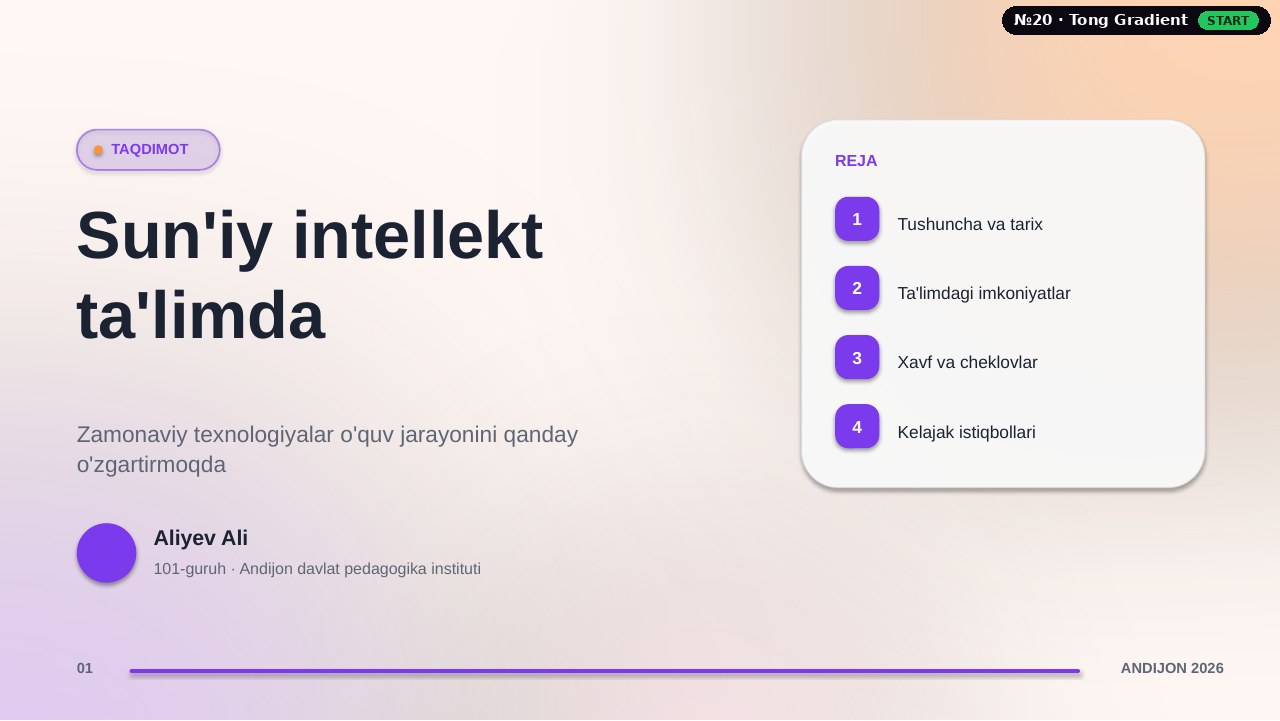 №20 · Tong Gradient START
TAQDIMOT
Sun'iy intellekt
ta'limda
Zamonaviy texnologiyalar o'quv jarayonini qanday
o'zgartirmoqda
Aliyev Ali
101-guruh · Andijon davlat pedagogika instituti
REJA
1 Tushuncha va tarix
2 Ta'limdagi imkoniyatlar
3 Xavf va cheklovlar
4 Kelajak istiqbollari
01
ANDIJON 2026